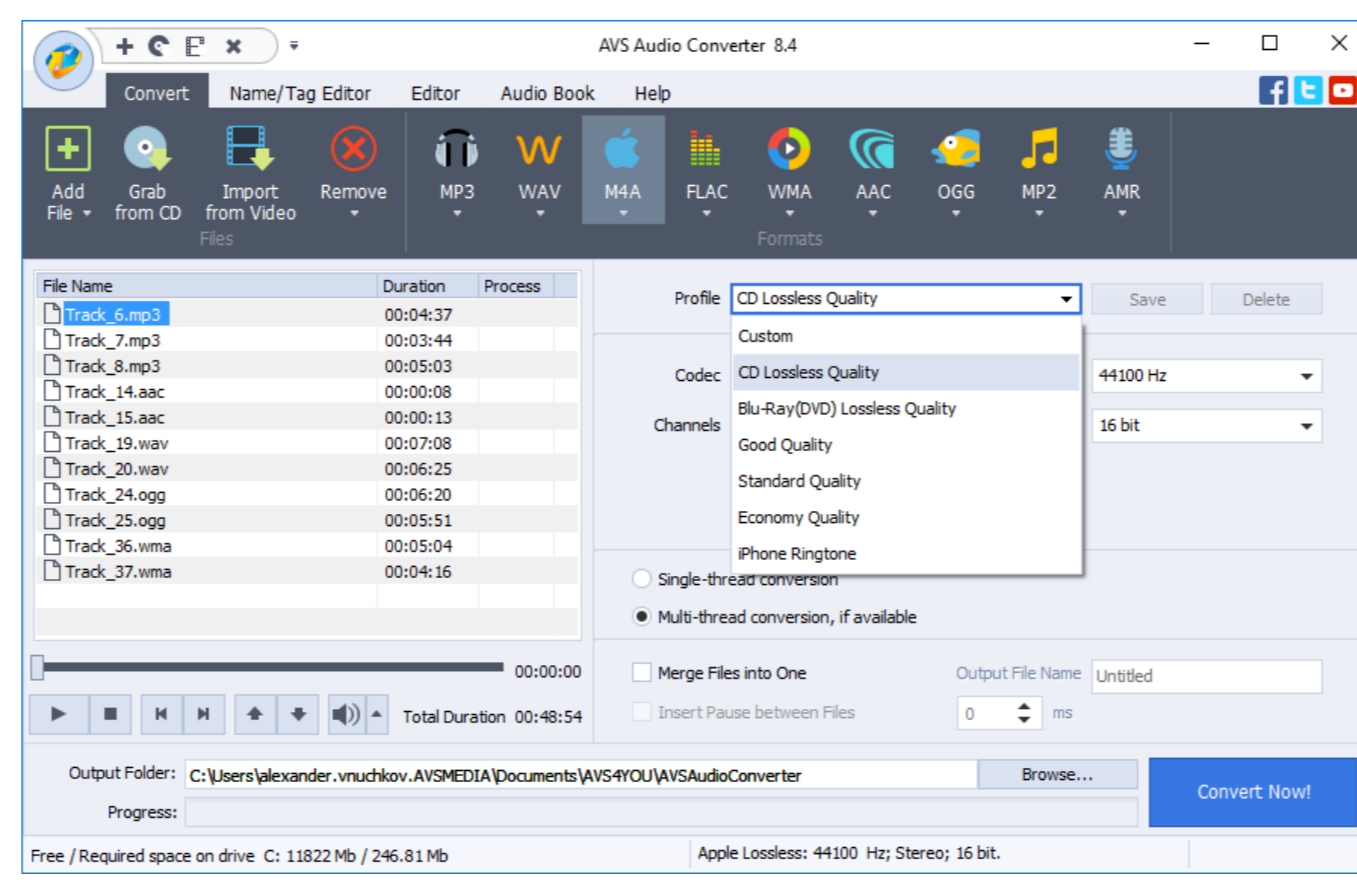 AVS Audio Converter 8.4
Convert Name/Tag Editor Editor Audio Book Help
Add File
Grab from CD
Import from Video
Remove
MP3 WAV M4A FLAC WMA AAC OGG MP2 AMR
Files Formats
File Name Duration Process
Track_6.mp3 00:04:37
Track_7.mp3 00:03:44
Track_8.mp3 00:05:03
Track_14.aac 00:00:08
Track_15.aac 00:00:13
Track_19.wav 00:07:08
Track_20.wav 00:06:25
Track_24.ogg 00:06:20
Track_25.ogg 00:05:51
Track_36.wma 00:05:04
Track_37.wma 00:04:16
00:00:00
Total Duration 00:48:54
Profile CD Lossless Quality Save Delete
Custom
CD Lossless Quality
Blu-Ray(DVD) Lossless Quality
Good Quality
Standard Quality
Economy Quality
iPhone Ringtone
Codec 44100 Hz
Channels 16 bit
Single-thread conversion
Multi-thread conversion, if available
Merge Files into One Output File Name Untitled
Insert Pause between Files 0 ms
Output Folder: C:\Users\alexander.vnuchkov.AVSMEDIA\Documents\AVS4YOU\AVSAudioConverter Browse...
Progress:
Convert Now!
Free / Required space on drive C: 11822 Mb / 246.81 Mb Apple Lossless: 44100 Hz; Stereo; 16 bit.